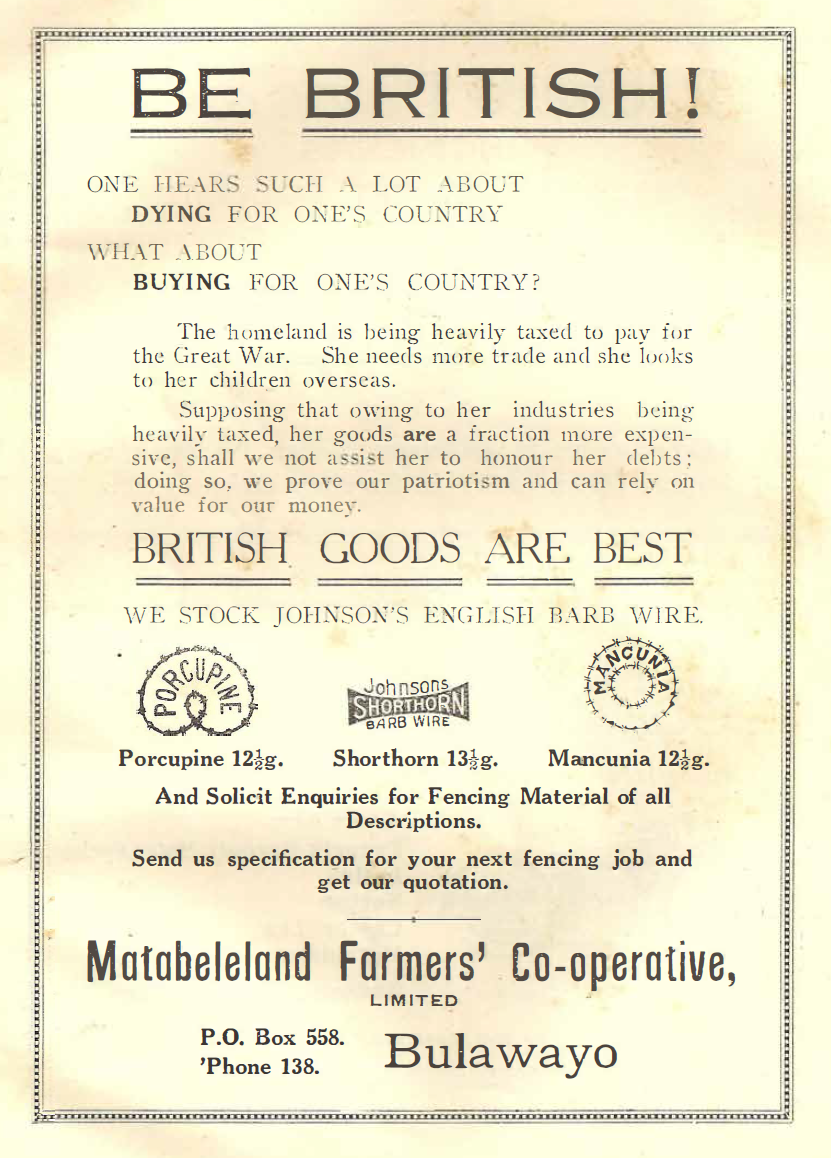 BE BRITISH!
ONE HEARS SUCH A LOT ABOUT
DYING FOR ONE'S COUNTRY
WHAT ABOUT
BUYING FOR ONE'S COUNTRY?
The homeland is being heavily taxed to pay for
the Great War. She needs more trade and she looks
to her children overseas.
Supposing that owing to her industries being
heavily taxed, her goods are a fraction more expen-
sive, shall we not assist her to honour her debts;
doing so, we prove our patriotism and can rely on
value for our money.
BRITISH GOODS ARE BEST
WE STOCK JOHNSON'S ENGLISH BARB WIRE.
PORCUPINE
Johnsons
SHORTHORN
BARB WIRE
MANCUNIA
Porcupine 12½g. Shorthorn 13½g. Mancunia 12½g.
And Solicit Enquiries for Fencing Material of all
Descriptions.
Send us specification for your next fencing job and
get our quotation.
Matabeleland Farmers' Co-operative,
LIMITED
P.O. Box 558.
'Phone 138.
Bulawayo